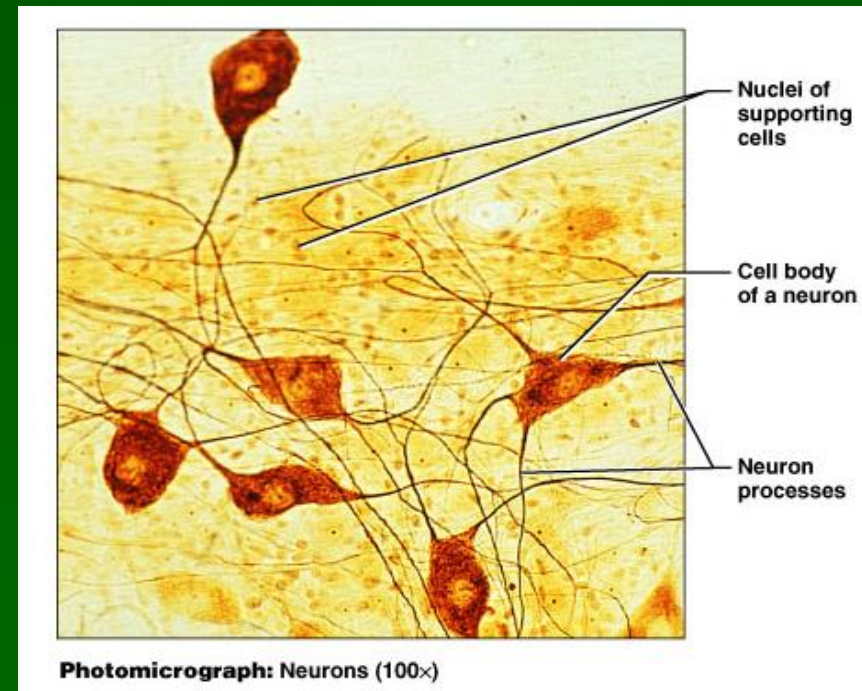 Nuclei of
supporting
cells
Cell body
of a neuron
Neuron
processes
Photomicrograph: Neurons (100×)